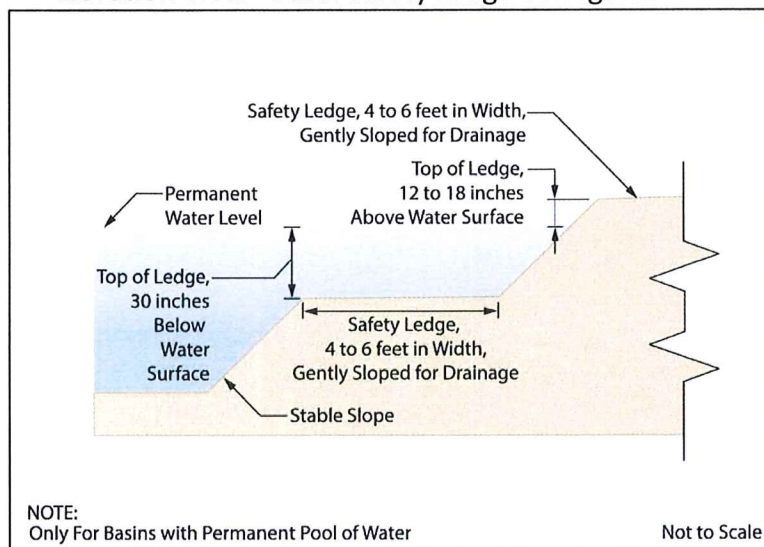 Safety Ledge, 4 to 6 feet in Width,
Gently Sloped for Drainage
Top of Ledge,
12 to 18 inches
Above Water Surface
Permanent
Water Level
Top of Ledge,
30 inches
Below
Water
Surface
Safety Ledge,
4 to 6 feet in Width,
Gently Sloped for Drainage
Stable Slope
NOTE:
Only For Basins with Permanent Pool of Water
Not to Scale